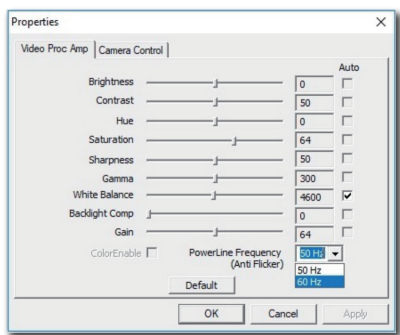 Properties
Video Proc Amp Camera Control
Auto
Brightness 0
Contrast 50
Hue 0
Saturation 64
Sharpness 50
Gamma 300
White Balance 4600
Backlight Comp 0
Gain 64
ColorEnable PowerLine Frequency 50 Hz
(Anti Flicker)
50 Hz
60 Hz
Default
OK Cancel Apply